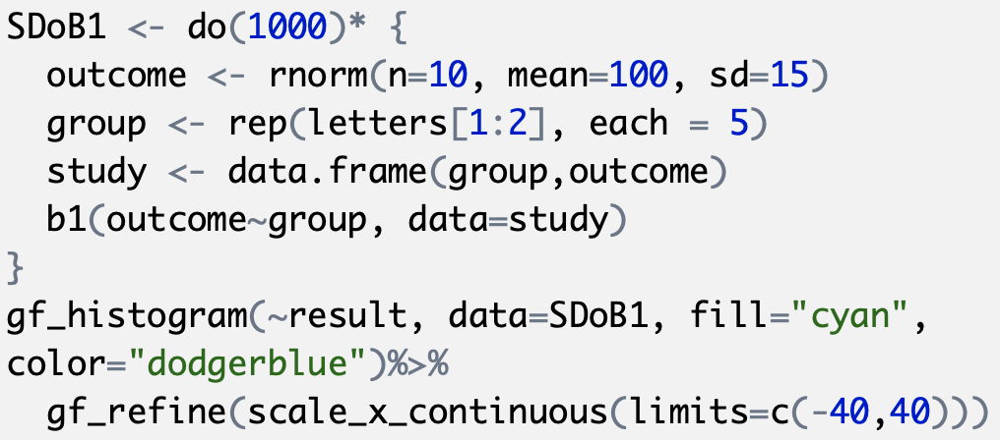 SDoB1 <- do(1000)* {
  outcome <- rnorm(n=10, mean=100, sd=15)
  group <- rep(letters[1:2], each = 5)
  study <- data.frame(group,outcome)
  b1(outcome~group, data=study)
}
gf_histogram(~result, data=SDoB1, fill="cyan",
color="dodgerblue")%>%
  gf_refine(scale_x_continuous(limits=c(-40,40)))